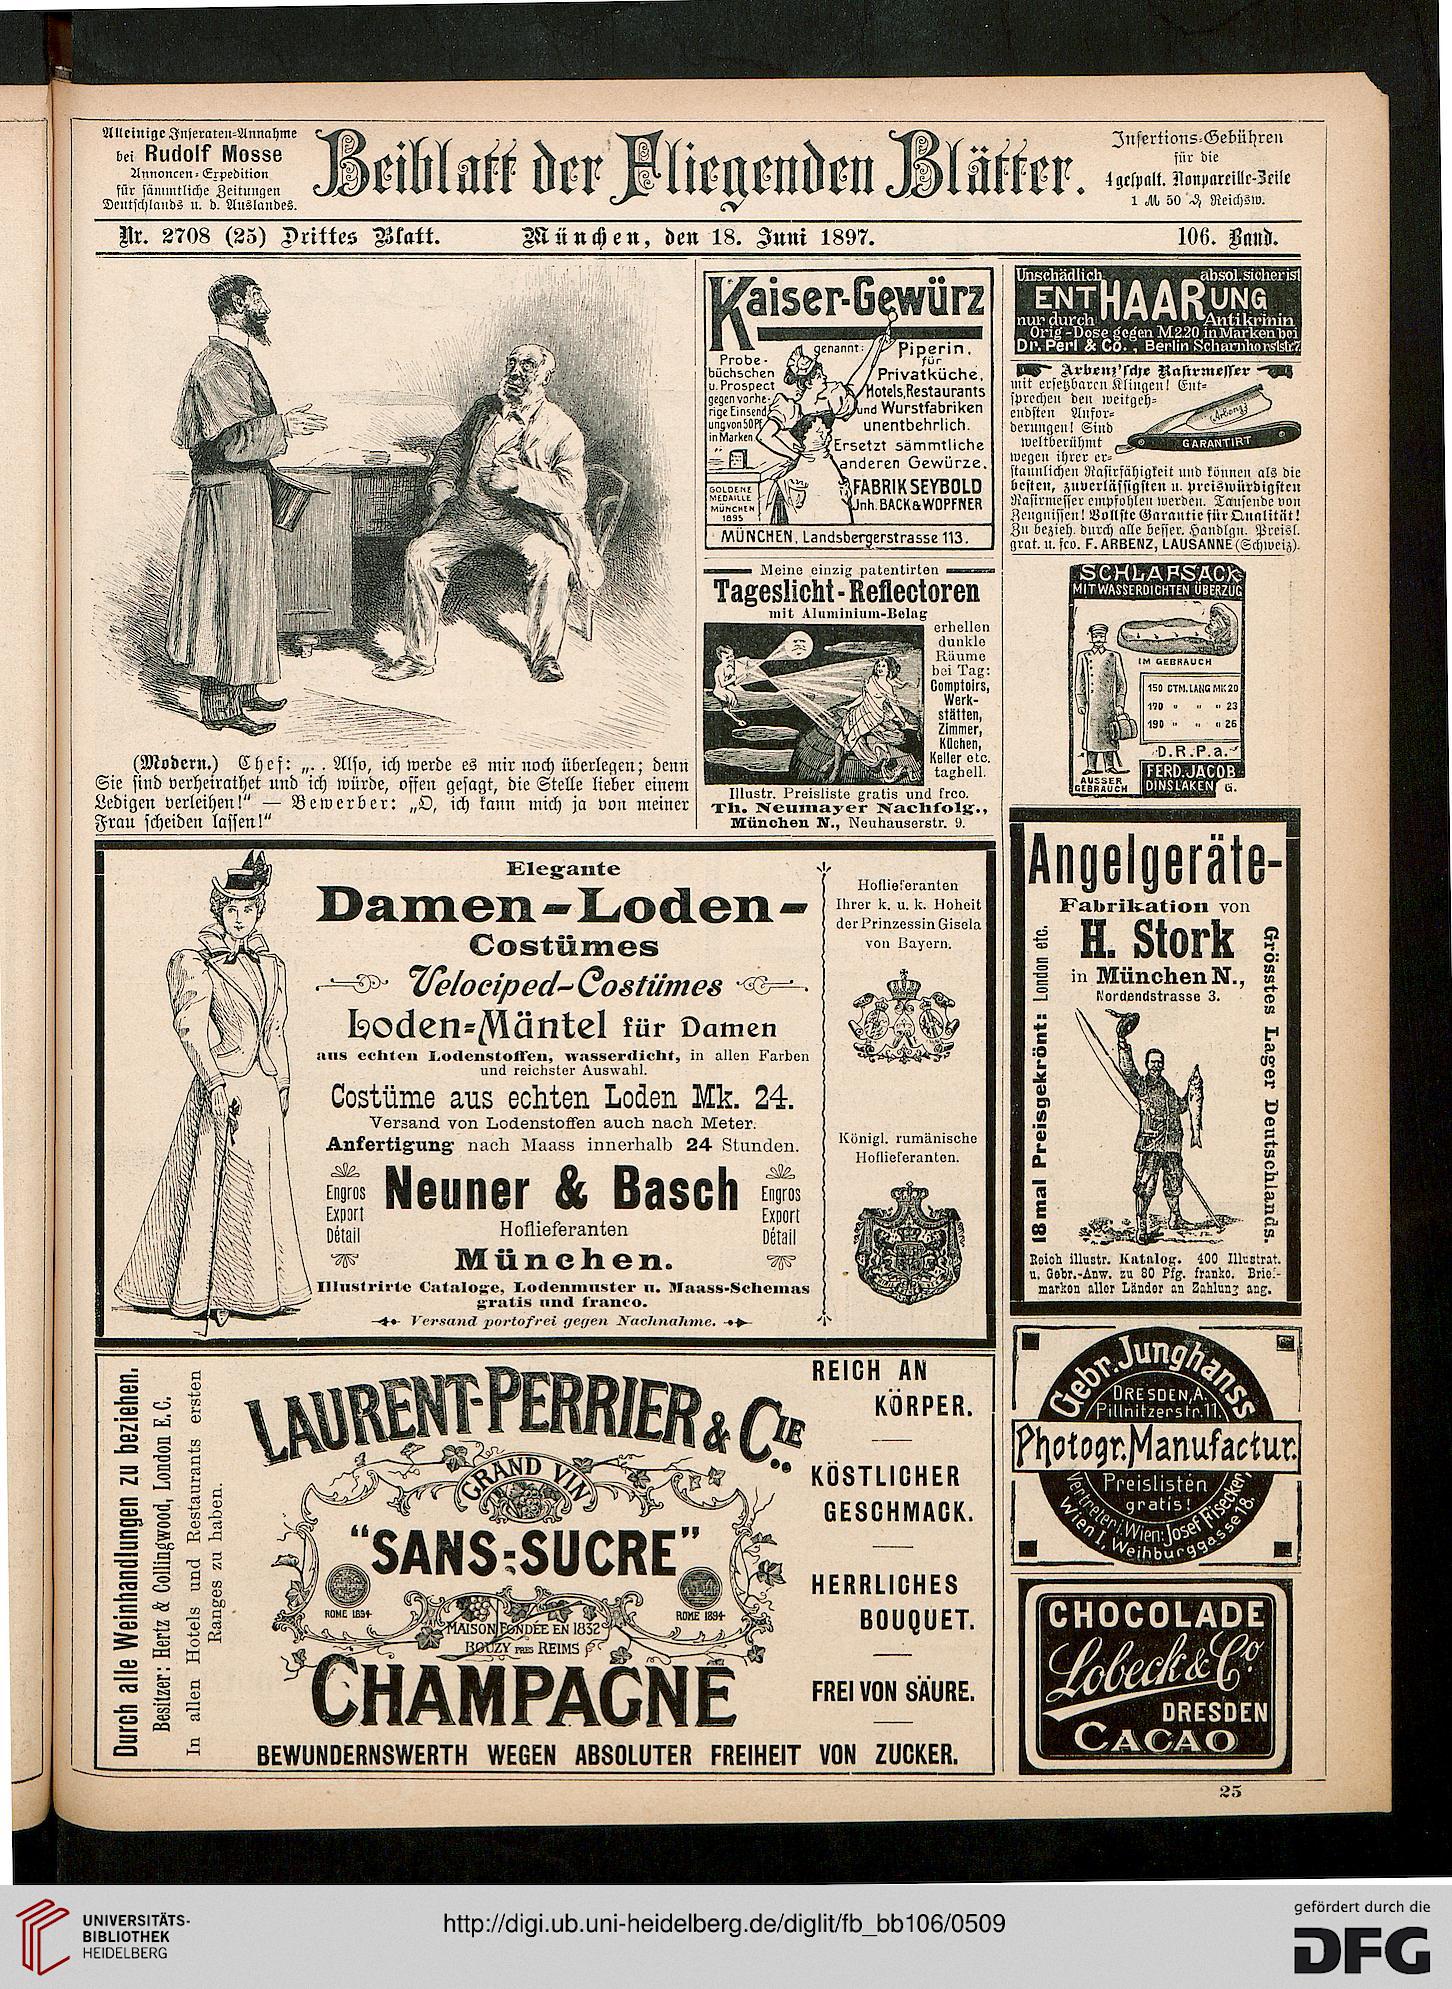 Alleinige Inseraten-Annahme
bei Rudolf Mosse
Annoncen-Expedition
für sämmtliche Zeitungen
Deutschlands u. d. Auslandes.
Beiblatt der Fliegenden Blätter.
Insertions-Gebühren
für die
4 gespalt. Nonpareille-Zeile
1 M 50 ₰ Reichsw.
Nr. 2708 (25) Drittes Blatt.
München, den 18. Juni 1897.
106. Band.
(Modern.) Chef: „. . Also, ich werde es mir noch überlegen; denn
Sie sind verheirathet und ich würde, offen gesagt, die Stelle lieber einem
Ledigen verleihen!“ — Bewerber: „O, ich kann mich ja von meiner
Frau scheiden lassen!“
Kaiser-Gewürz
genannt: Piperin.
Probe-
büchschen
u. Prospect
gegen vorhe-
rige Einsend
ung von 50 Pf
in Marken
für
Privatküche,
Hotels, Restaurants
und Wurstfabriken
unentbehrlich.
Ersetzt sämmtliche
anderen Gewürze.
GOLDENE
MEDAILLE
MÜNCHEN
1895
FABRIK SEYBOLD
Jnh. BACK & WOPFNER
MÜNCHEN, Landsbergerstrasse 113.
Meine einzig patentirten
Tageslicht-Reflectoren
mit Aluminium-Belag
erhellen
dunkle
Räume
bei Tag:
Comptoirs,
Werk-
stätten,
Zimmer,
Küchen,
Keller etc.
taghell.
Illustr. Preisliste gratis und frco.
Th. Neumayer Nachfolg.,
München N., Neuhauserstr. 9.
Unschädlich absol. sicher ist
ENTHAARUNG
nur durch Antikrinin
Orig-Dose gegen M 2.20 in Marken bei
Dr. Perl & Co., Berlin Scharnhorststr 7
Arbenz'sche Rasirmesser
mit ersetzbaren Klingen! Ent-
sprechen den weitgeh-
endsten Anfor-
derungen! Sind
weltberühmt
wegen ihrer er-
Arbenz
GARANTIRT
staunlichen Rasirfähigkeit und können als die
besten, zuverlässigsten u. preiswürdigsten
Rasirmesser empfohlen werden. Tausende von
Zeugnissen! Vollste Garantie für Qualität!
Zu bezieh. durch alle besser. Handlgn. Preisl.
grat. u. fco. F. ARBENZ, LAUSANNE (Schweiz).
SCHLAFSACK
MIT WASSERDICHTEN ÜBERZUG
IM GEBRAUCH
150 CTM. LANG MK 20
170 " " " 23
190 " " " 26
D.R.P.a.
AUSSER
GEBRAUCH
FERD. JACOB
DINSLAKEN G.
Elegante
Damen-Loden-
Costümes
Velociped-Costümes
Loden-Mäntel für Damen
aus echten Lodenstoffen, wasserdicht, in allen Farben
und reichster Auswahl.
Costüme aus echten Loden Mk. 24.
Versand von Lodenstoffen auch nach Meter.
Anfertigung nach Maass innerhalb 24 Stunden.
Engros
Export
Détail
Neuner & Basch
Hoflieferanten
München.
Engros
Export
Détail
Illustrirte Cataloge, Lodenmuster u. Maass-Schemas
gratis und franco.
Versand portofrei gegen Nachnahme.
Hoflieferanten
Ihrer k. u. k. Hoheit
der Prinzessin Gisela
von Bayern.
Königl. rumänische
Hoflieferanten.
Angelgeräte-
Fabrikation von
H. Stork
in München N.,
Nordendstrasse 3.
18 mal Preisgekrönt: London etc.
Grösstes Lager Deutschlands.
Reich illustr. Katalog. 400 Illustrat.
u. Gebr.-Anw. zu 80 Pfg. franko. Brief-
marken aller Länder an Zahlung ang.
Durch alle Weinhandlungen zu beziehen.
Besitzer: Hertz & Collingwood, London E. C.
In allen Hotels und Restaurants ersten
Ranges zu haben.
LAURENT-PERRIER & CIE
GRAND VIN
"SANS-SUCRE"
ROME 1894
ROME 1894
MAISON FONDÉE EN 1832
BOUZY PRES REIMS
CHAMPAGNE
REICH AN
KÖRPER.
KÖSTLICHER
GESCHMACK.
HERRLICHES
BOUQUET.
FREI VON SÄURE.
BEWUNDERNSWERTH WEGEN ABSOLUTER FREIHEIT VON ZUCKER.
Gebr. Junghanss
DRESDEN, A.
Pillnitzerstr. 11.
Photogr. Manufactur.
Preislisten
gratis!
Vertreter i. Wien: Josef Fisecker,
Wien I, Weihburggasse 18.
CHOCOLADE
Lobeck & Co.
DRESDEN
CACAO
25
UNIVERSITÄTS-
BIBLIOTHEK
HEIDELBERG
http://digi.ub.uni-heidelberg.de/diglit/fb_bb106/0509
gefördert durch die
DFG